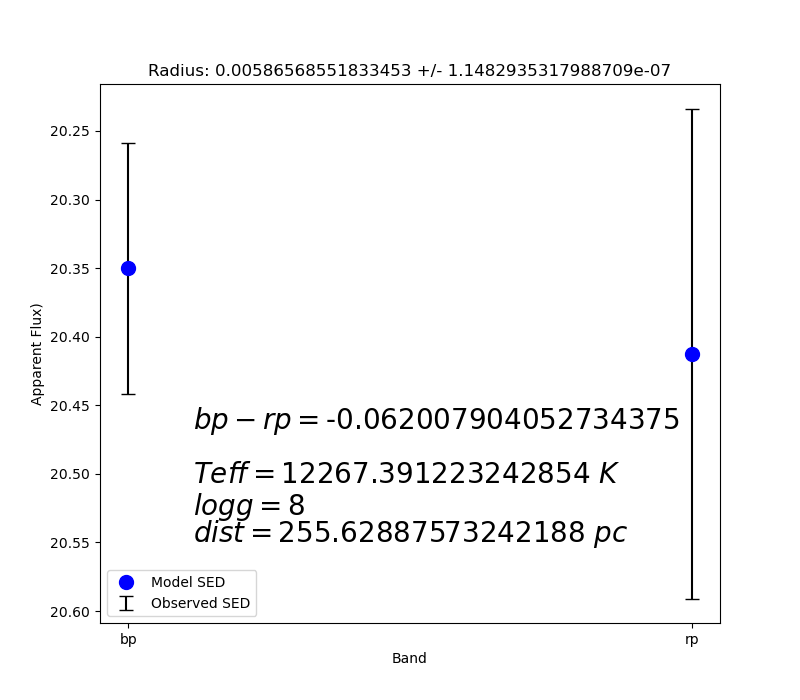 Radius: 0.00586568551833453 +/- 1.1482935317988709e-07
20.25
20.30
20.35
20.40
20.45
20.50
20.55
20.60
Apparent Flux)
bp − rp = -0.062007904052734375
Teff = 12267.391223242854 K
logg = 8
dist = 255.62887573242188 pc
Model SED
Observed SED
bp
rp
Band